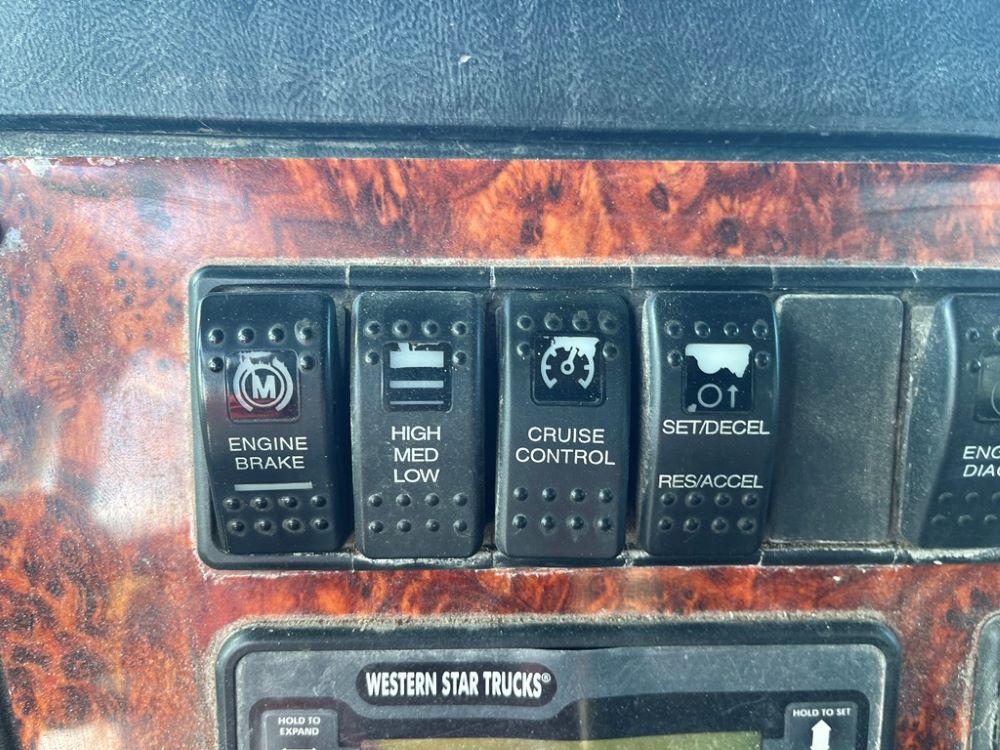 M
ENGINE
BRAKE
HIGH
MED
LOW
CRUISE
CONTROL
SET/DECEL
RES/ACCEL
WESTERN STAR TRUCKS®
HOLD TO
EXPAND
HOLD TO SET